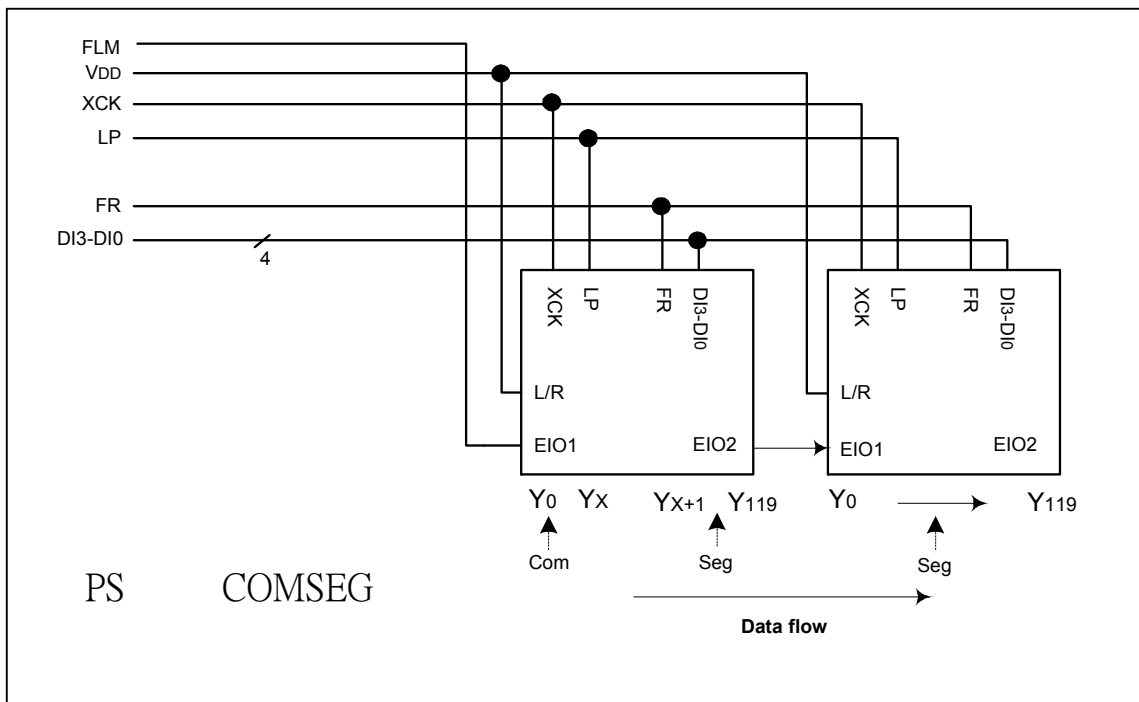 FLM
VDD
XCK
LP
FR
DI3-DI0
4
XCK LP FR DI3-DI0
XCK LP FR DI3-DI0
L/R
L/R
EIO1 EIO2
EIO1 EIO2
Y0 YX YX+1 Y119
Y0 Y119
Com Seg Seg
PS COMSEG
Data flow